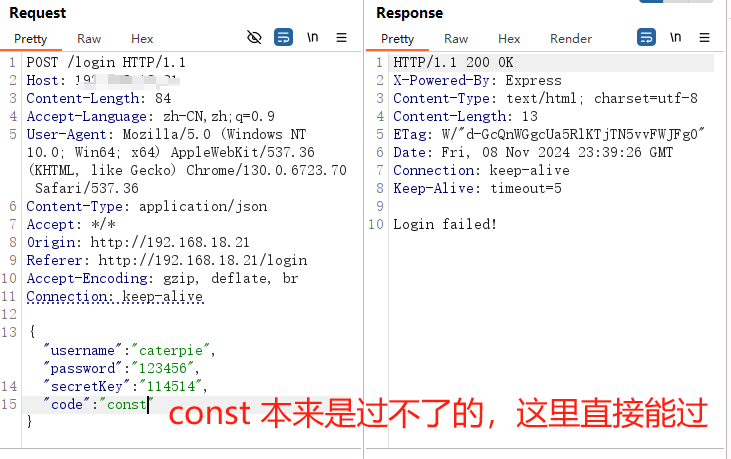 Request
Pretty Raw Hex \n
1 POST /login HTTP/1.1
2 Host:
3 Content-Length: 84
4 Accept-Language: zh-CN,zh;q=0.9
5 User-Agent: Mozilla/5.0 (Windows NT
10.0; Win64; x64) AppleWebKit/537.36
(KHTML, like Gecko) Chrome/130.0.6723.70
Safari/537.36
6 Content-Type: application/json
7 Accept: */*
8 Origin: http://192.168.18.21
9 Referer: http://192.168.18.21/login
10 Accept-Encoding: gzip, deflate, br
11 Connection: keep-alive
12
13 {
"username":"caterpie",
"password":"123456",
14 "secretKey":"114514",
15 "code":"const"
}
Response
Pretty Raw Hex Render \n
1 HTTP/1.1 200 OK
2 X-Powered-By: Express
3 Content-Type: text/html; charset=utf-8
4 Content-Length: 13
5 ETag: W/"d-GcQnWGgcUa5RlKTjTN5vvFWJFg0"
6 Date: Fri, 08 Nov 2024 23:39:26 GMT
7 Connection: keep-alive
8 Keep-Alive: timeout=5
9
10 Login failed!
const 本来是过不了的，这里直接能过